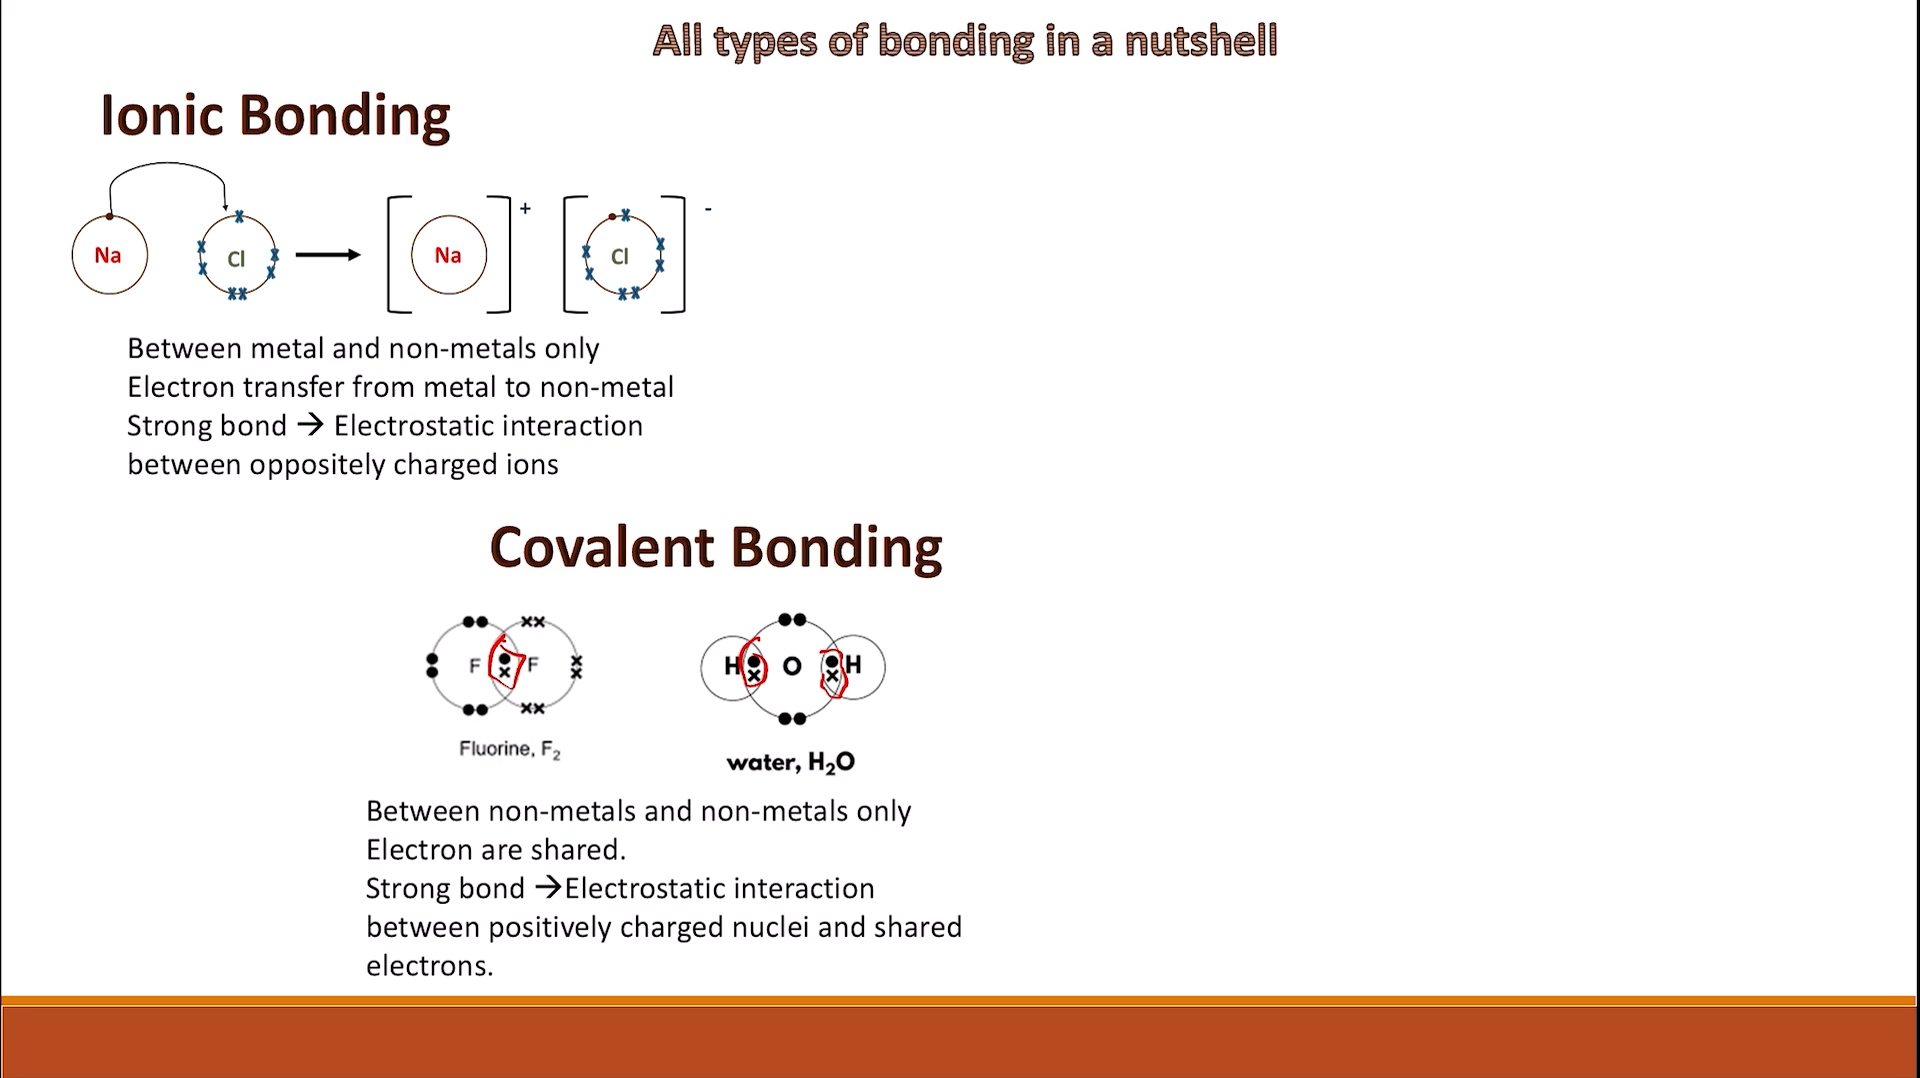 All types of bonding in a nutshell
Ionic Bonding
Na Cl → [Na]+ [Cl]-
Between metal and non-metals only
Electron transfer from metal to non-metal
Strong bond → Electrostatic interaction
between oppositely charged ions
Covalent Bonding
F F
H O H
Fluorine, F2
water, H2O
Between non-metals and non-metals only
Electron are shared.
Strong bond →Electrostatic interaction
between positively charged nuclei and shared
electrons.